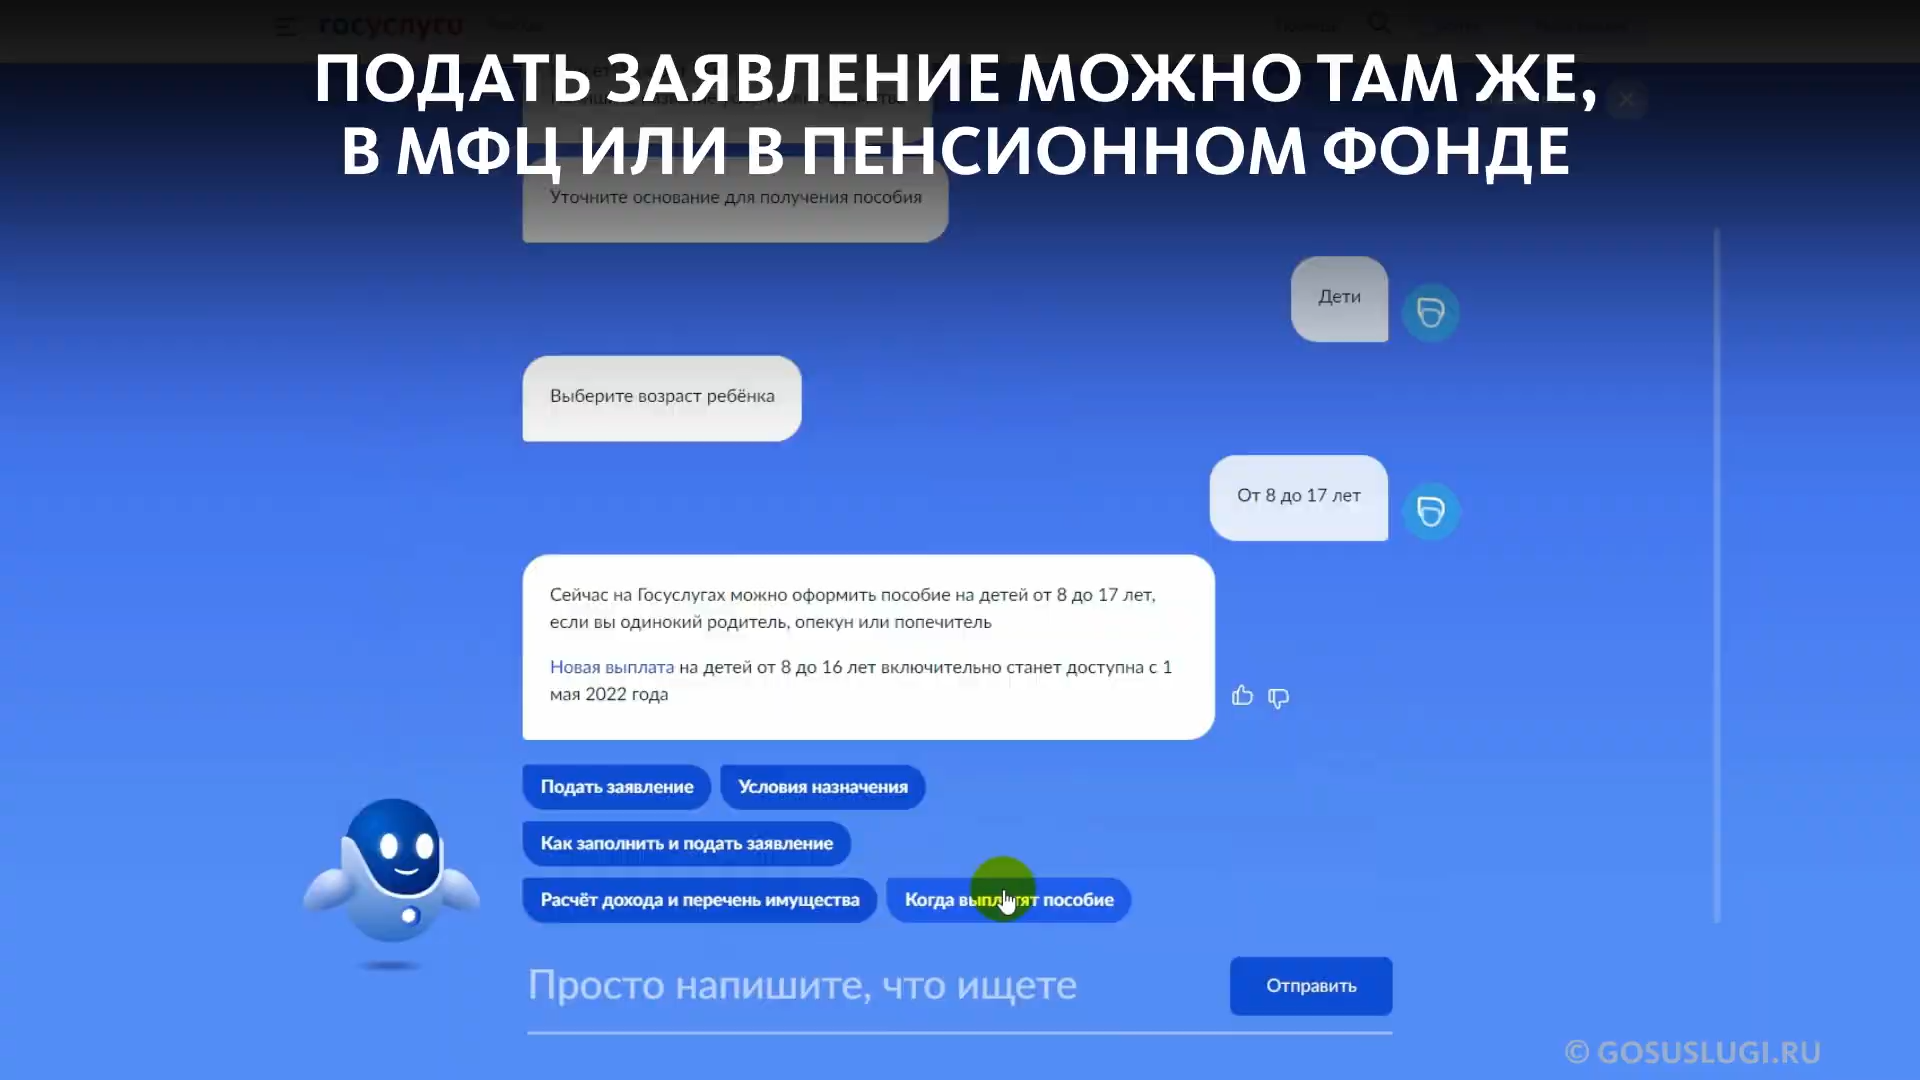 госуслуги
ПОДАТЬ ЗАЯВЛЕНИЕ МОЖНО ТАМ ЖЕ,
В МФЦ ИЛИ В ПЕНСИОННОМ ФОНДЕ
Уточните основание для получения пособия
Дети
Выберите возраст ребёнка
От 8 до 17 лет
Сейчас на Госуслугах можно оформить пособие на детей от 8 до 17 лет,
если вы одинокий родитель, опекун или попечитель
Новая выплата на детей от 8 до 16 лет включительно станет доступна с 1
мая 2022 года
Подать заявление
Условия назначения
Как заполнить и подать заявление
Расчёт дохода и перечень имущества
Когда выплатят пособие
Просто напишите, что ищете
Отправить
© GOSUSLUGI.RU